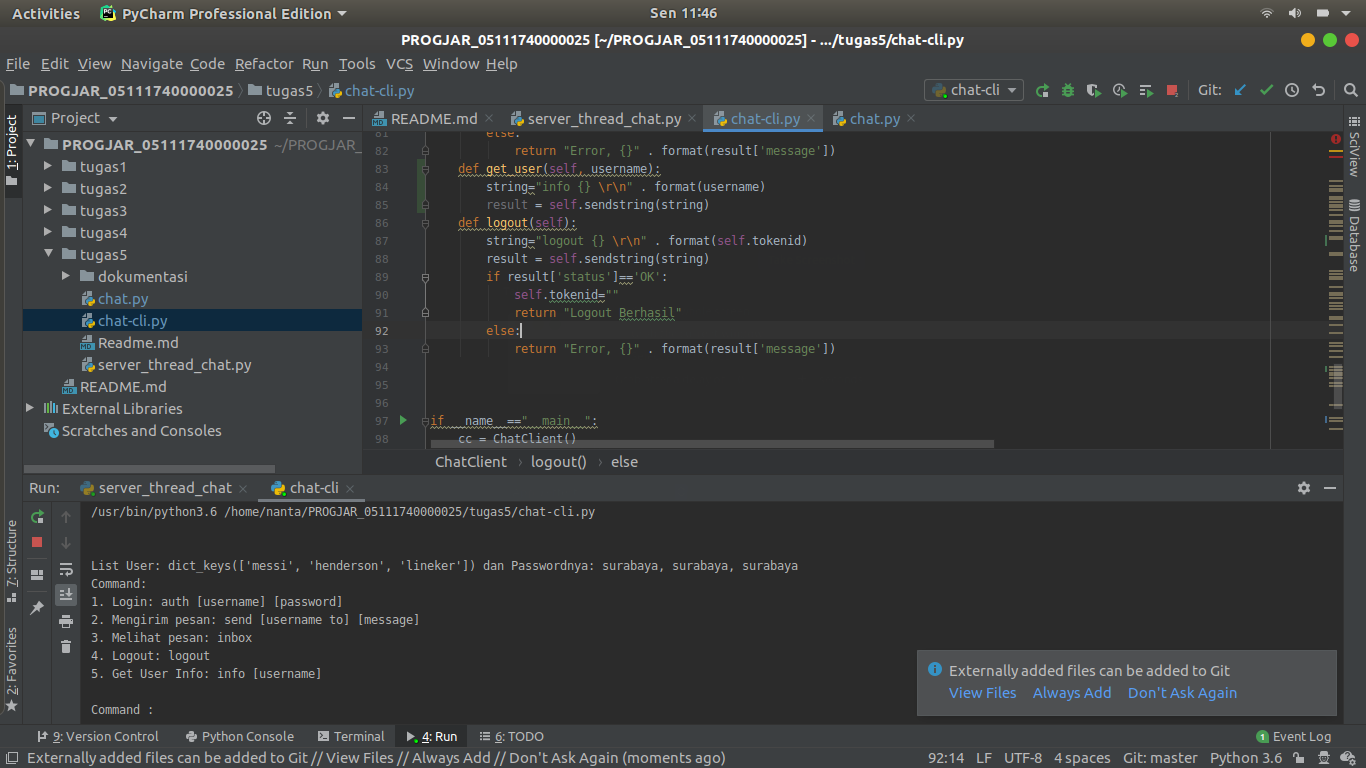 Activities PyCharm Professional Edition Sen 11:46
PROGJAR_05111740000025 [~/PROGJAR_05111740000025] - .../tugas5/chat-cli.py
File Edit View Navigate Code Refactor Run Tools VCS Window Help
PROGJAR_05111740000025 tugas5 chat-cli.py chat-cli Git:
1: Project
Project
README.md server_thread_chat.py chat-cli.py chat.py
PROGJAR_05111740000025 ~/PROGJAR_
tugas1
tugas2
tugas3
tugas4
tugas5
dokumentasi
chat.py
chat-cli.py
Readme.md
server_thread_chat.py
README.md
External Libraries
Scratches and Consoles
81 else:
82 return "Error, {}" . format(result['message'])
83 def get_user(self, username):
84 string="info {} \r\n" . format(username)
85 result = self.sendstring(string)
86 def logout(self):
87 string="logout {} \r\n" . format(self.tokenid)
88 result = self.sendstring(string)
89 if result['status']=='OK':
90 self.tokenid=""
91 return "Logout Berhasil"
92 else:
93 return "Error, {}" . format(result['message'])
94
95
96
97 if __name__=="__main__":
98 cc = ChatClient()
ChatClient › logout() › else
SciView
Database
Run: server_thread_chat chat-cli
7: Structure
2: Favorites
/usr/bin/python3.6 /home/nanta/PROGJAR_05111740000025/tugas5/chat-cli.py
List User: dict_keys(['messi', 'henderson', 'lineker']) dan Passwordnya: surabaya, surabaya, surabaya
Command:
1. Login: auth [username] [password]
2. Mengirim pesan: send [username to] [message]
3. Melihat pesan: inbox
4. Logout: logout
5. Get User Info: info [username]
Command :
Externally added files can be added to Git
View Files Always Add Don't Ask Again
9: Version Control Python Console Terminal 4: Run 6: TODO 1 Event Log
Externally added files can be added to Git // View Files // Always Add // Don't Ask Again (moments ago) 92:14 LF UTF-8 4 spaces Git: master Python 3.6